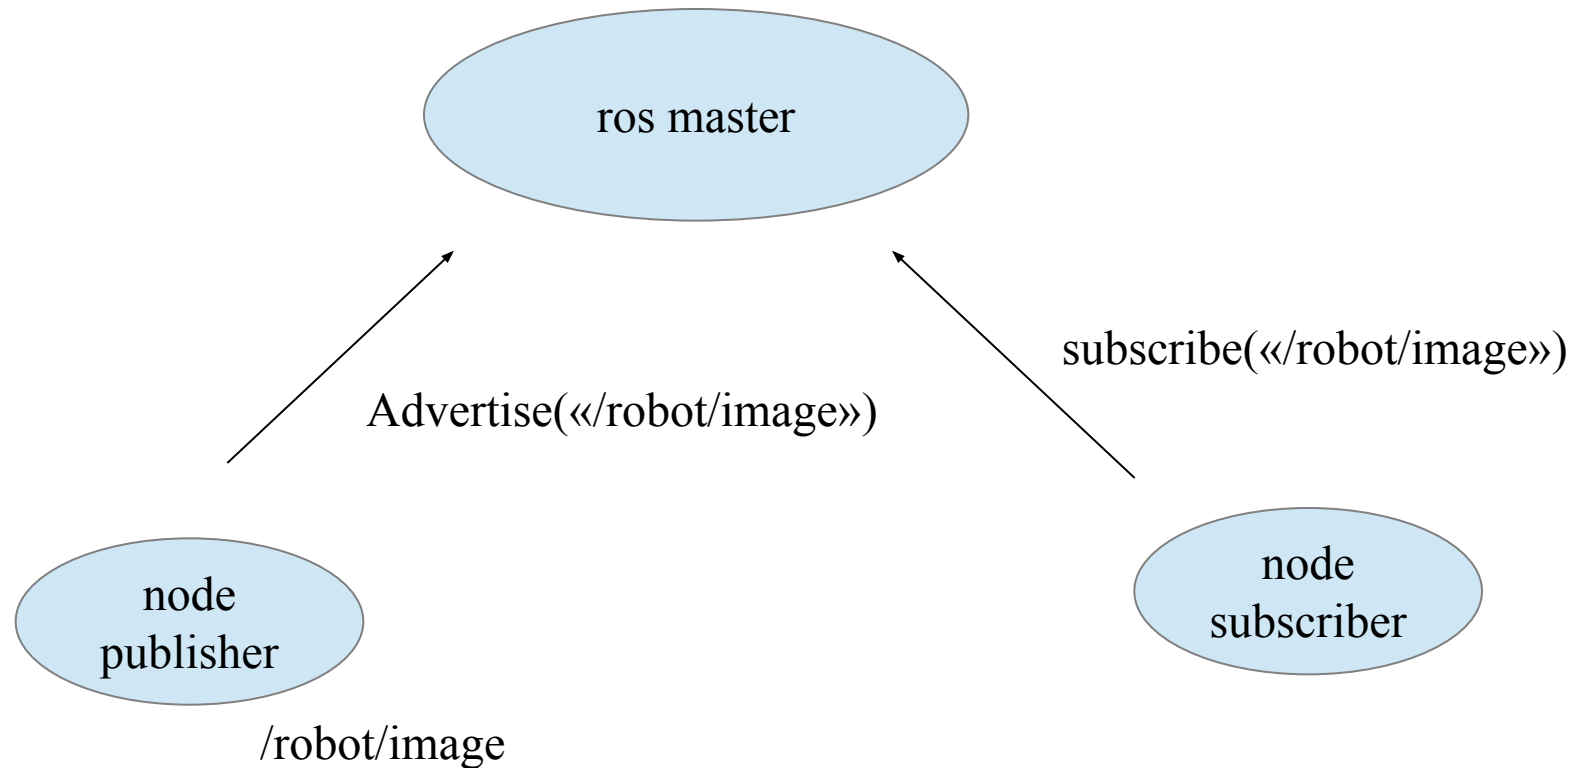 ros master
subscribe(«/robot/image»)
Advertise(«/robot/image»)
node
publisher
node
subscriber
/robot/image